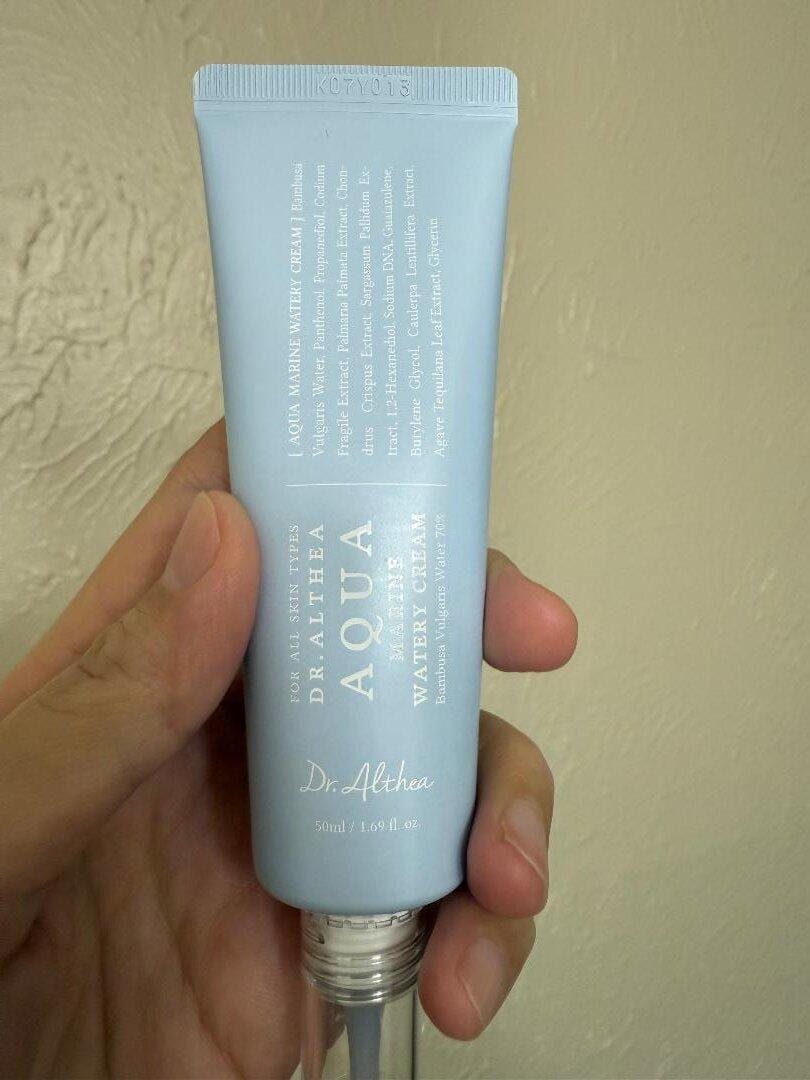 K07Y013
[ AQUA MARINE WATERY CREAM ] Bambusa
Vulgaris Water, Panthenol, Propanediol, Codium
Fragile Extract, Palmaria Palmata Extract, Chon-
drus Crispus Extract, Sargassum Pallidum Ex-
tract, 1,2-Hexanediol, Sodium DNA, Guaiazulene,
Butylene Glycol, Caulerpa Lentillifera Extract,
Agave Tequilana Leaf Extract, Glycerin
FOR ALL SKIN TYPES
DR.ALTHEA
AQUA
MARINE
WATERY CREAM
Bambusa Vulgaris Water 70%
Dr.Althea
50ml / 1.69 fl. oz.